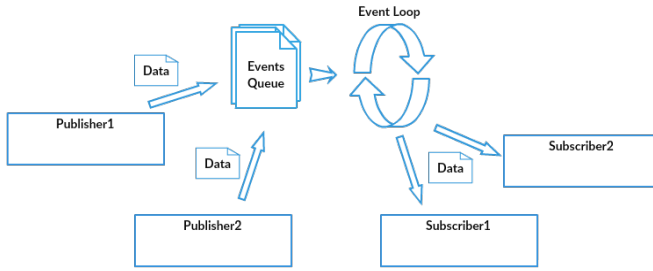 Event Loop
Data
Events
Queue
Publisher1
Data
Data
Subscriber2
Publisher2
Subscriber1